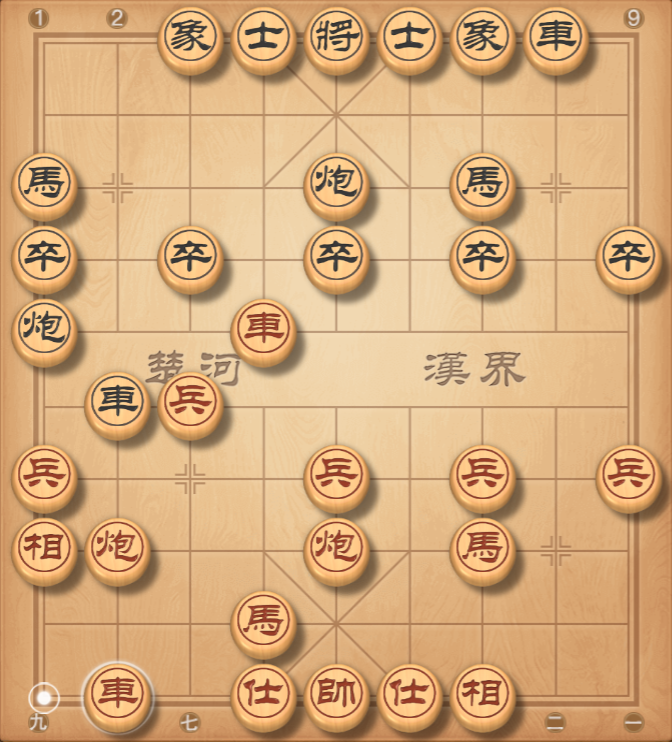 1 2 9
象 士 將 士 象 車
馬 炮 馬
卒 卒 卒 卒 卒
炮 車
楚河 漢界
車 兵
兵 兵 兵 兵
相 炮 炮 馬
馬
車 仕 帥 仕 相
九 七 二 一